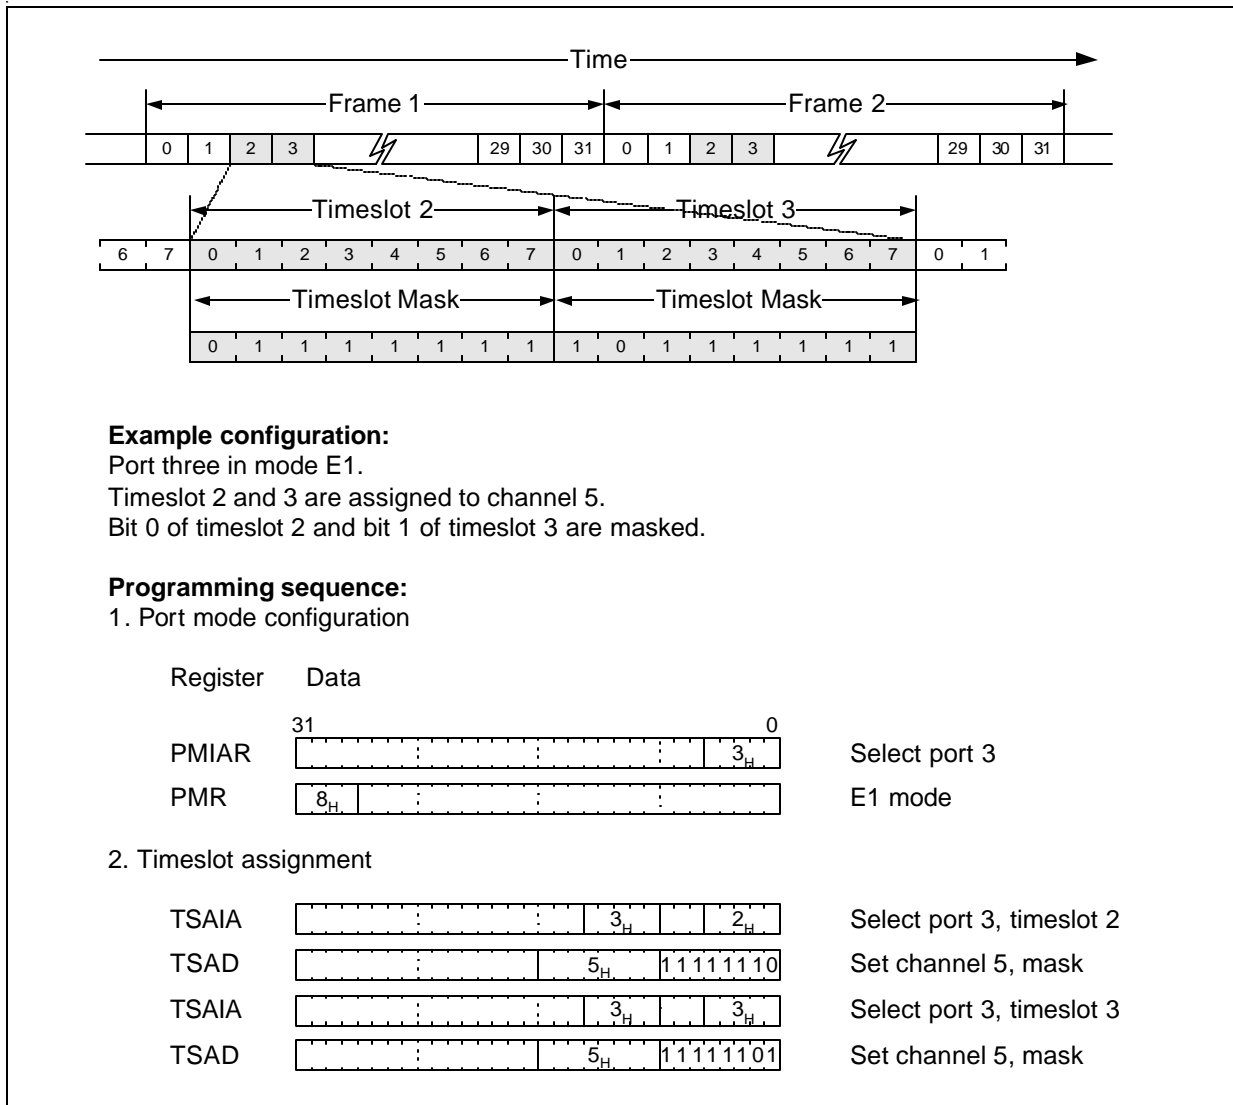 Time
Frame 1 Frame 2
0 1 2 3 29 30 31 0 1 2 3 29 30 31
Timeslot 2 Timeslot 3
6 7 0 1 2 3 4 5 6 7 0 1 2 3 4 5 6 7 0 1
Timeslot Mask Timeslot Mask
0 1 1 1 1 1 1 1 1 0 1 1 1 1 1 1
Example configuration:
Port three in mode E1.
Timeslot 2 and 3 are assigned to channel 5.
Bit 0 of timeslot 2 and bit 1 of timeslot 3 are masked.
Programming sequence:
1. Port mode configuration
Register Data
31 0
PMIAR 3H Select port 3
PMR 8H E1 mode
2. Timeslot assignment
TSAIA 3H 2H Select port 3, timeslot 2
TSAD 5H 11111110 Set channel 5, mask
TSAIA 3H 3H Select port 3, timeslot 3
TSAD 5H 11111101 Set channel 5, mask